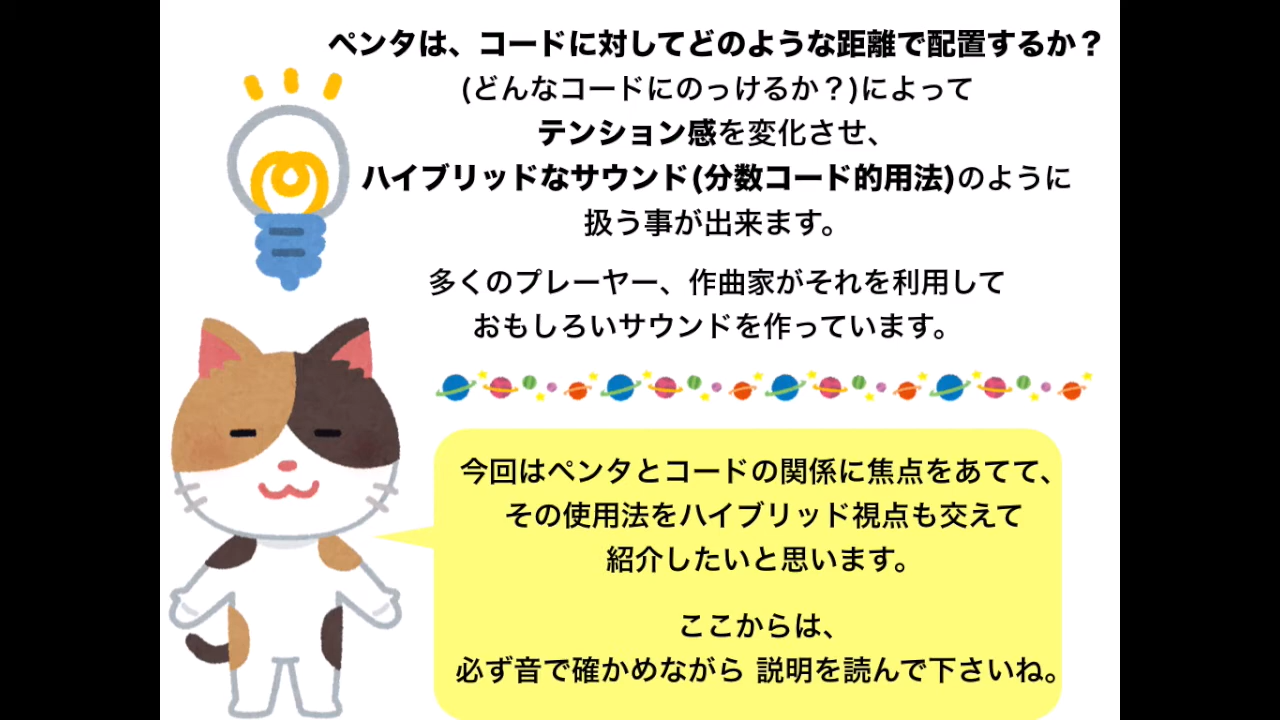 ペンタは、コードに対してどのような距離で配置するか？
(どんなコードにのっけるか？)によって
テンション感を変化させ、
ハイブリッドなサウンド(分数コード的用法)のように
扱う事が出来ます。
多くのプレーヤー、作曲家がそれを利用して
おもしろいサウンドを作っています。
今回はペンタとコードの関係に焦点をあてて、
その使用法をハイブリッド視点も交えて
紹介したいと思います。
ここからは、
必ず音で確かめながら 説明を読んで下さいね。